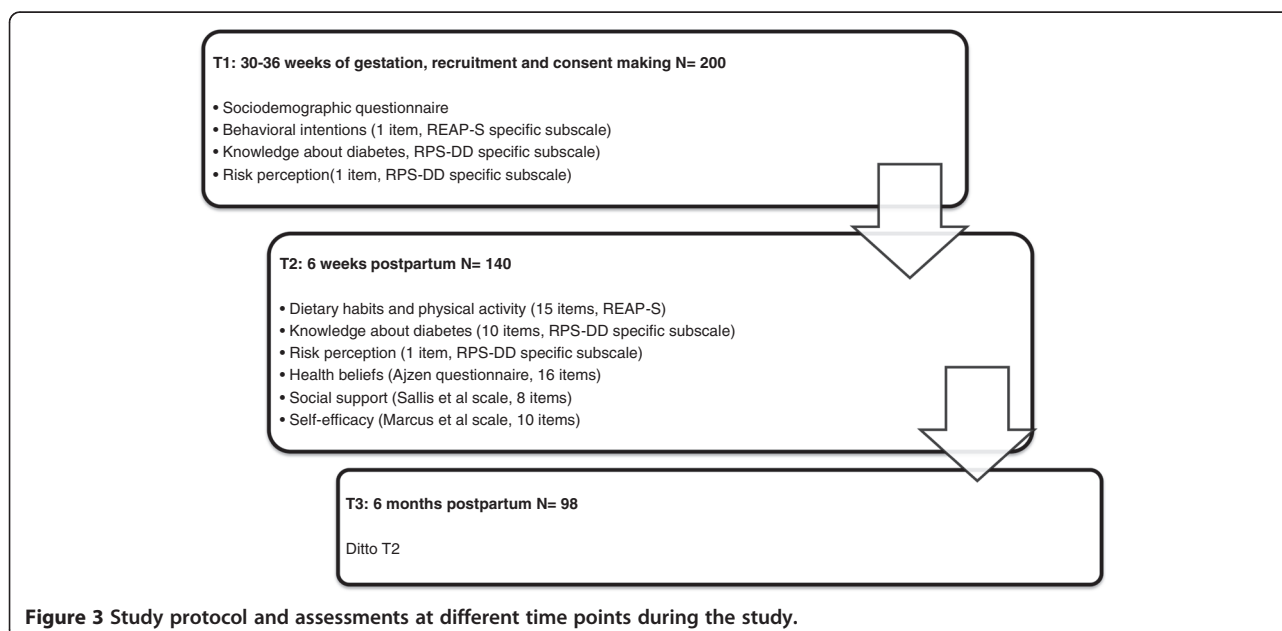 T1: 30-36 weeks of gestation, recruitment and consent making N= 200
• Sociodemographic questionnaire
• Behavioral intentions (1 item, REAP-S specific subscale)
• Knowledge about diabetes, RPS-DD specific subscale)
• Risk perception(1 item, RPS-DD specific subscale)
T2: 6 weeks postpartum N= 140
• Dietary habits and physical activity (15 items, REAP-S)
• Knowledge about diabetes (10 items, RPS-DD specific subscale)
• Risk perception (1 item, RPS-DD specific subscale)
• Health beliefs (Ajzen questionnaire, 16 items)
• Social support (Sallis et al scale, 8 items)
• Self-efficacy (Marcus et al scale, 10 items)
T3: 6 months postpartum N= 98
Ditto T2
Figure 3 Study protocol and assessments at different time points during the study.